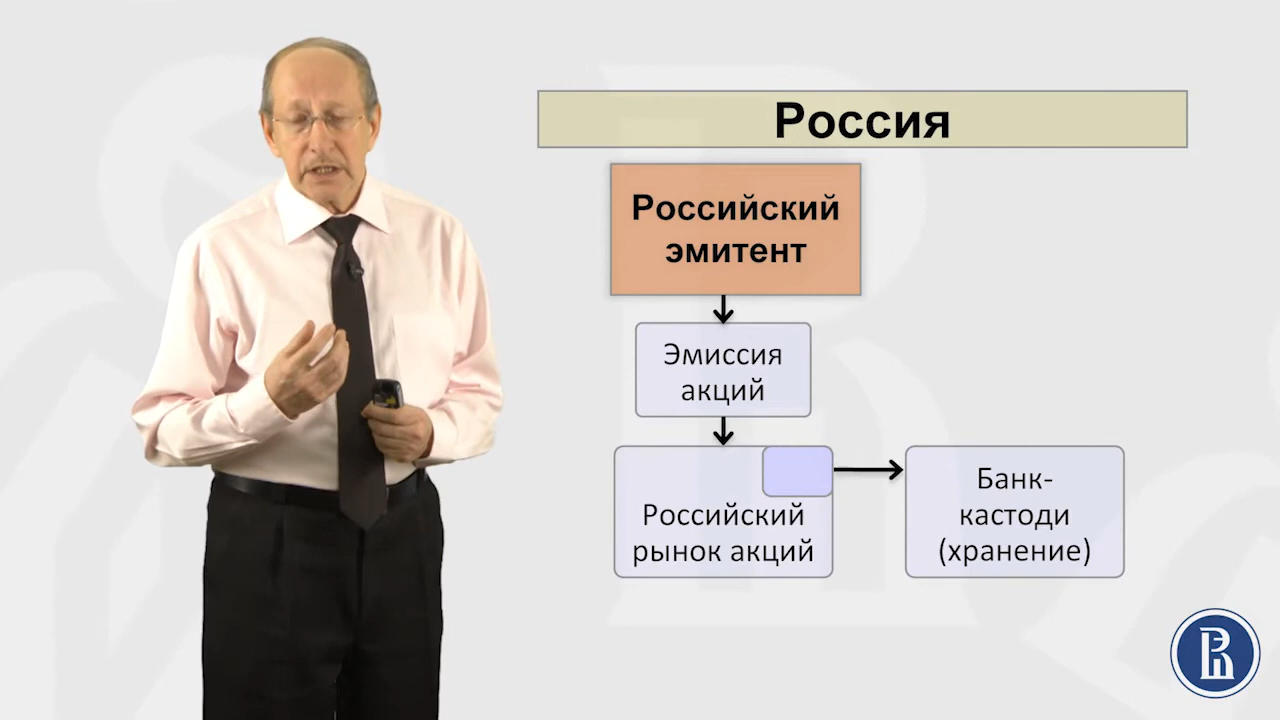 Россия
Российский
эмитент
Эмиссия
акций
Российский
рынок акций
Банк-
кастоди
(хранение)